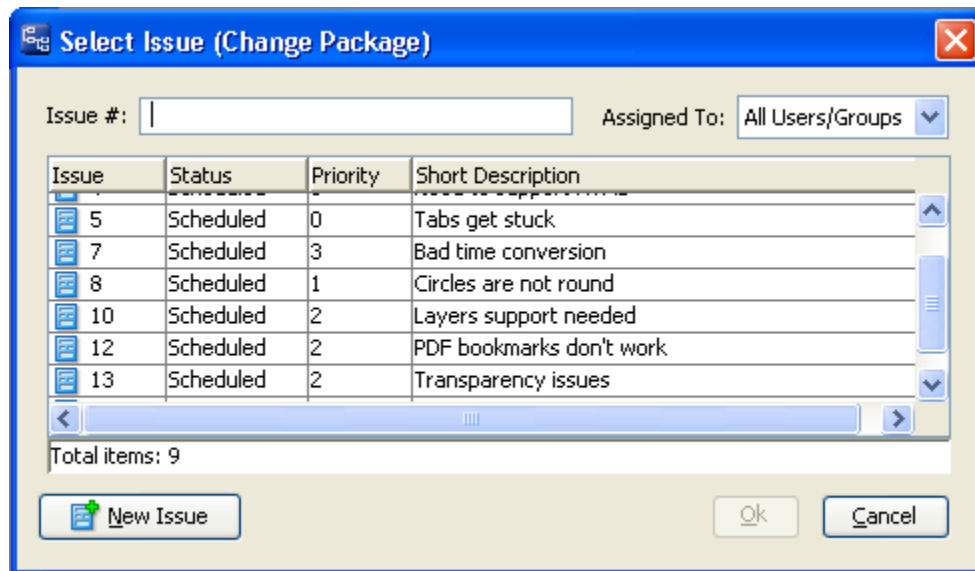 Select Issue (Change Package)
Issue #: Assigned To: All Users/Groups
Issue Status Priority Short Description
5 Scheduled 0 Tabs get stuck
7 Scheduled 3 Bad time conversion
8 Scheduled 1 Circles are not round
10 Scheduled 2 Layers support needed
12 Scheduled 2 PDF bookmarks don't work
13 Scheduled 2 Transparency issues
Total items: 9
New Issue Ok Cancel